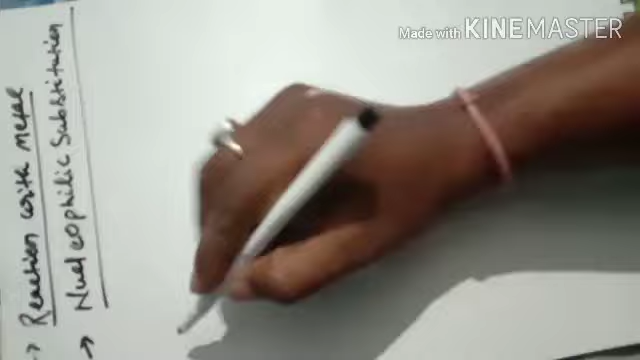 Made with KINEMASTER
→ Reaction with metal
→ Nucleophilic Substitution